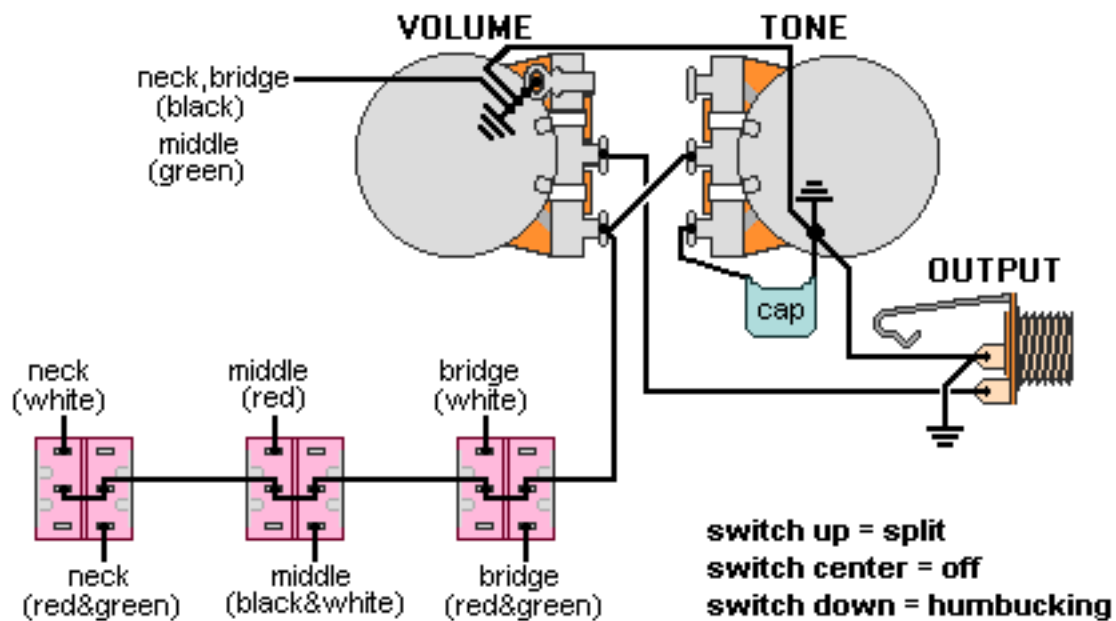 VOLUME
TONE
neck,bridge
(black)
middle
(green)
cap
OUTPUT
neck
(white)
middle
(red)
bridge
(white)
neck
(red&green)
middle
(black&white)
bridge
(red&green)
switch up = split
switch center = off
switch down = humbucking